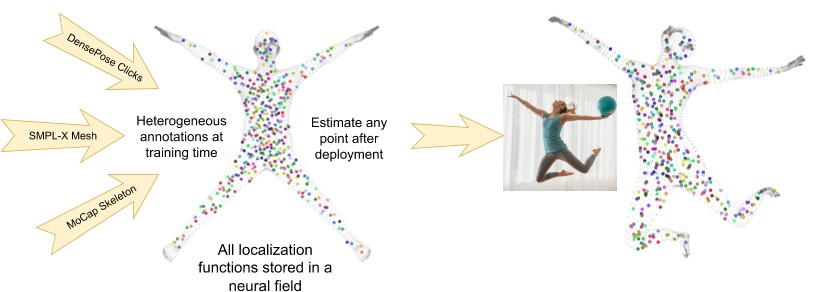 DensePose Clicks
SMPL-X Mesh
MoCap Skeleton
Heterogeneous
annotations at
training time
Estimate any
point after
deployment
All localization
functions stored in a
neural field